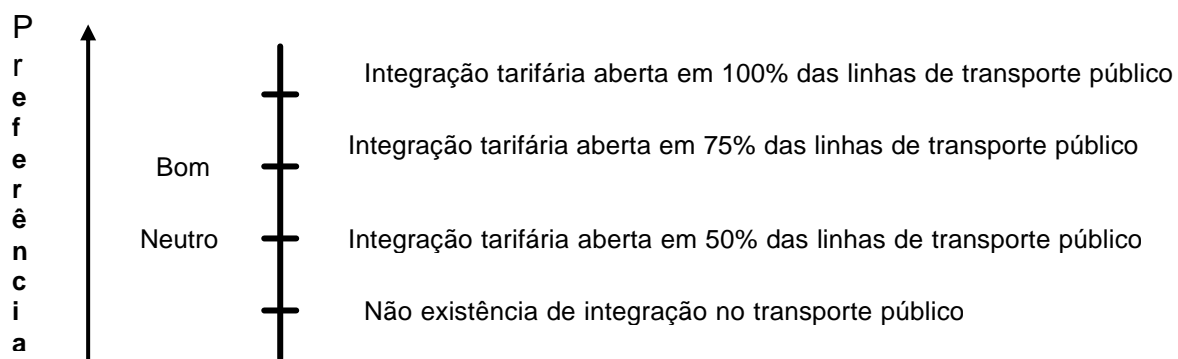 Preferência
Integração tarifária aberta em 100% das linhas de transporte público
Integração tarifária aberta em 75% das linhas de transporte público
Bom
Neutro
Integração tarifária aberta em 50% das linhas de transporte público
Não existência de integração no transporte público